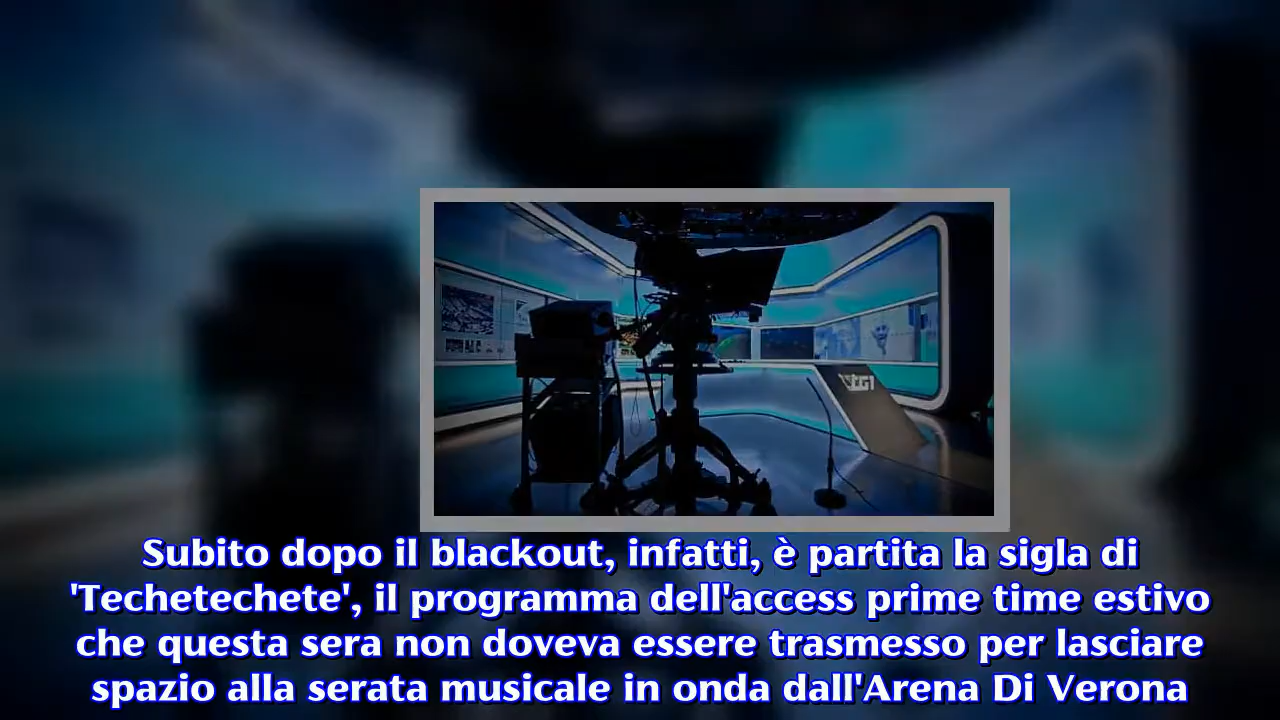 TG1
Subito dopo il blackout, infatti, è partita la sigla di
'Techetechete', il programma dell'access prime time estivo
che questa sera non doveva essere trasmesso per lasciare
spazio alla serata musicale in onda dall'Arena Di Verona